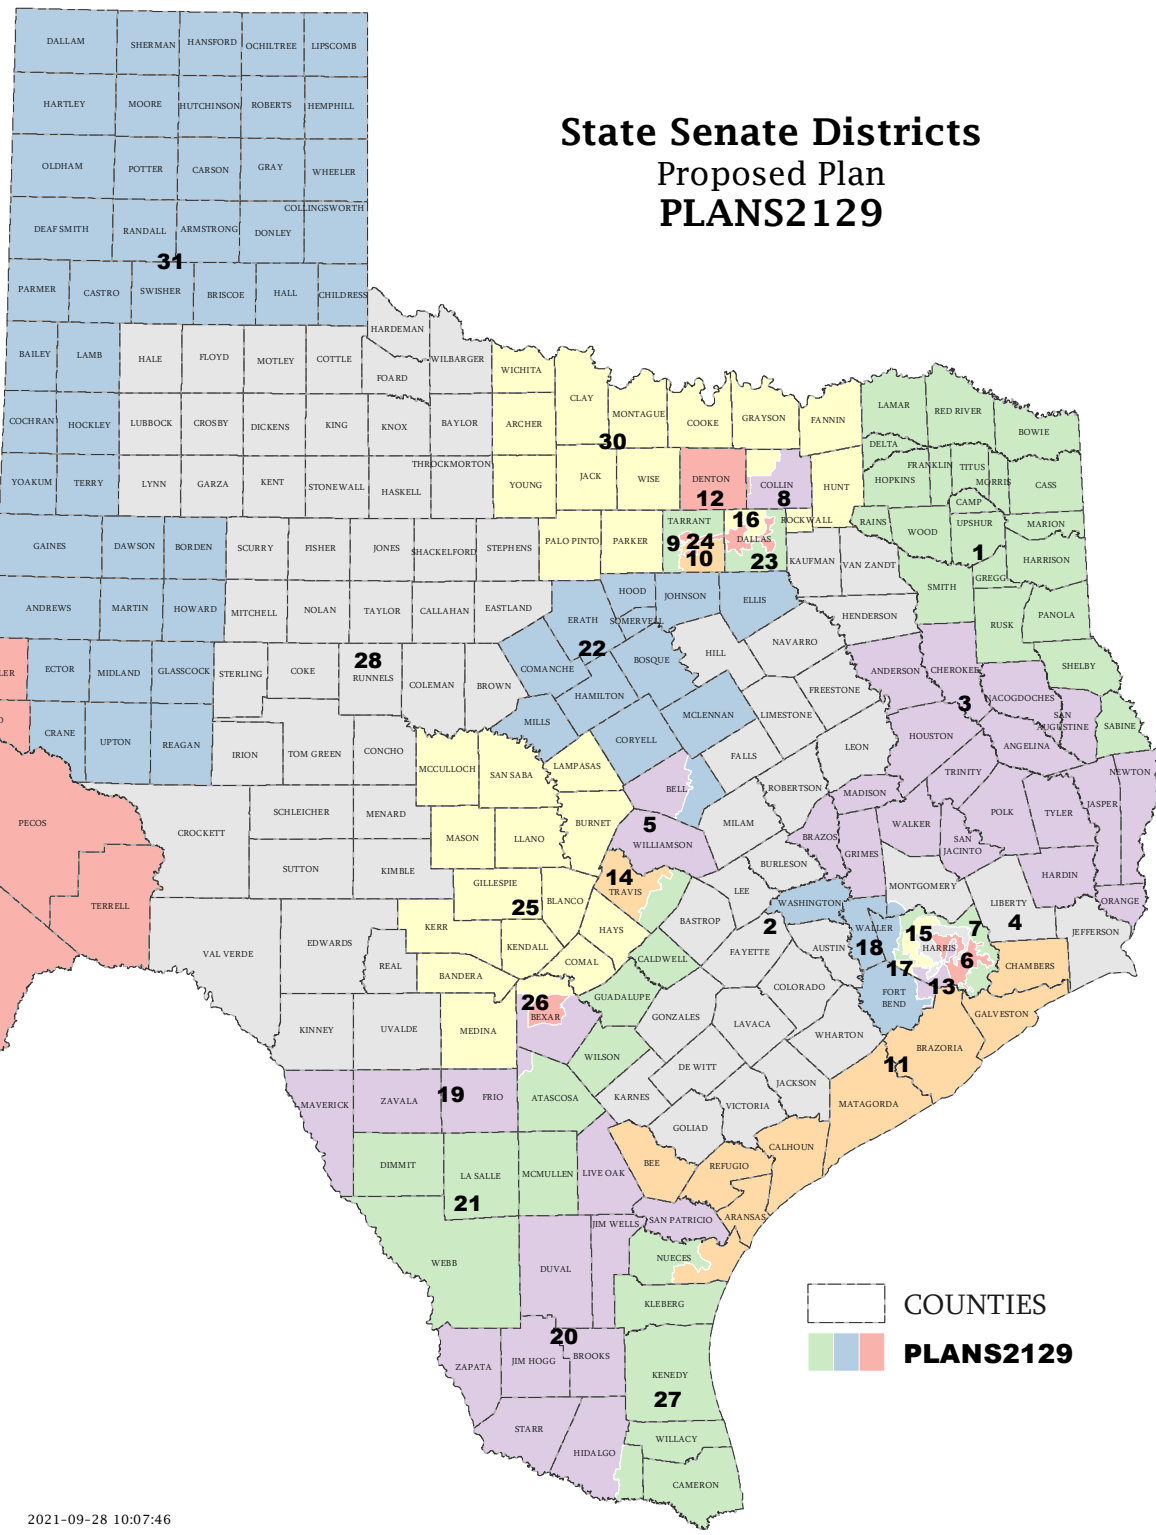 State Senate Districts
Proposed Plan
PLANS2129
DALLAM SHERMAN HANSFORD OCHILTREE LIPSCOMB
HARTLEY MOORE HUTCHINSON ROBERTS HEMPHILL
OLDHAM POTTER CARSON GRAY WHEELER
COLLINGSWORTH
DEAF SMITH RANDALL ARMSTRONG DONLEY
31
PARMER CASTRO SWISHER BRISCOE HALL CHILDRESS
HARDEMAN
BAILEY LAMB HALE FLOYD MOTLEY COTTLE WILBARGER WICHITA
FOARD
CLAY MONTAGUE COOKE GRAYSON FANNIN LAMAR RED RIVER BOWIE
COCHRAN HOCKLEY LUBBOCK CROSBY DICKENS KING KNOX BAYLOR ARCHER
30
DELTA
THROCKMORTON
FRANKLIN TITUS
YOAKUM TERRY LYNN GARZA KENT STONEWALL HASKELL YOUNG JACK WISE DENTON COLLIN HUNT HOPKINS MORRIS CASS
12 8
CAMP
16 ROCKWALL RAINS WOOD UPSHUR MARION
TARRANT
GAINES DAWSON BORDEN SCURRY FISHER JONES SHACKELFORD STEPHENS PALO PINTO PARKER 9 24 DALLAS
10 23 KAUFMAN VAN ZANDT 1 HARRISON
GREGG
SMITH
ANDREWS MARTIN HOWARD MITCHELL NOLAN TAYLOR CALLAHAN EASTLAND HOOD JOHNSON ELLIS
ERATH SOMERVELL HENDERSON RUSK PANOLA
22 NAVARRO
LER ECTOR MIDLAND GLASSCOCK STERLING COKE 28 RUNNELS COLEMAN BROWN COMANCHE BOSQUE HILL ANDERSON CHEROKEE SHELBY
HAMILTON FREESTONE NACOGDOCHES
3
O CRANE UPTON REAGAN IRION TOM GREEN CONCHO MILLS CORYELL MCLENNAN LIMESTONE LEON HOUSTON SAN
AUGUSTINE SABINE
ANGELINA
MCCULLOCH SAN SABA LAMPASAS FALLS TRINITY NEWTON
BELL ROBERTSON MADISON
PECOS CROCKETT SCHLEICHER MENARD BURNET 5 MILAM WALKER POLK TYLER JASPER
MASON LLANO WILLIAMSON BRAZOS SAN
JACINTO
GRIMES
SUTTON KIMBLE BURLESON HARDIN
GILLESPIE 14 TRAVIS LEE MONTGOMERY
TERRELL 25 BLANCO WASHINGTON LIBERTY ORANGE
KERR HAYS BASTROP 2 WALLER 15 7 4 JEFFERSON
VAL VERDE EDWARDS KENDALL FAYETTE AUSTIN 18 HARRIS
REAL CALDWELL 17 6 CHAMBERS
BANDERA COMAL COLORADO FORT
BEND 13
26 GUADALUPE
BEXAR GONZALES GALVESTON
KINNEY UVALDE MEDINA LAVACA WHARTON BRAZORIA
WILSON DE WITT 11
MAVERICK ZAVALA 19 FRIO ATASCOSA KARNES JACKSON MATAGORDA
VICTORIA
GOLIAD
CALHOUN
DIMMIT LA SALLE MCMULLEN LIVE OAK BEE REFUGIO
21
JIM WELLS SAN PATRICIO ARANSAS
WEBB DUVAL NUECES
COUNTIES
KLEBERG
PLANS2129
20
ZAPATA JIM HOGG BROOKS
KENEDY
27
STARR WILLACY
HIDALGO
CAMERON
2021-09-28 10:07:46